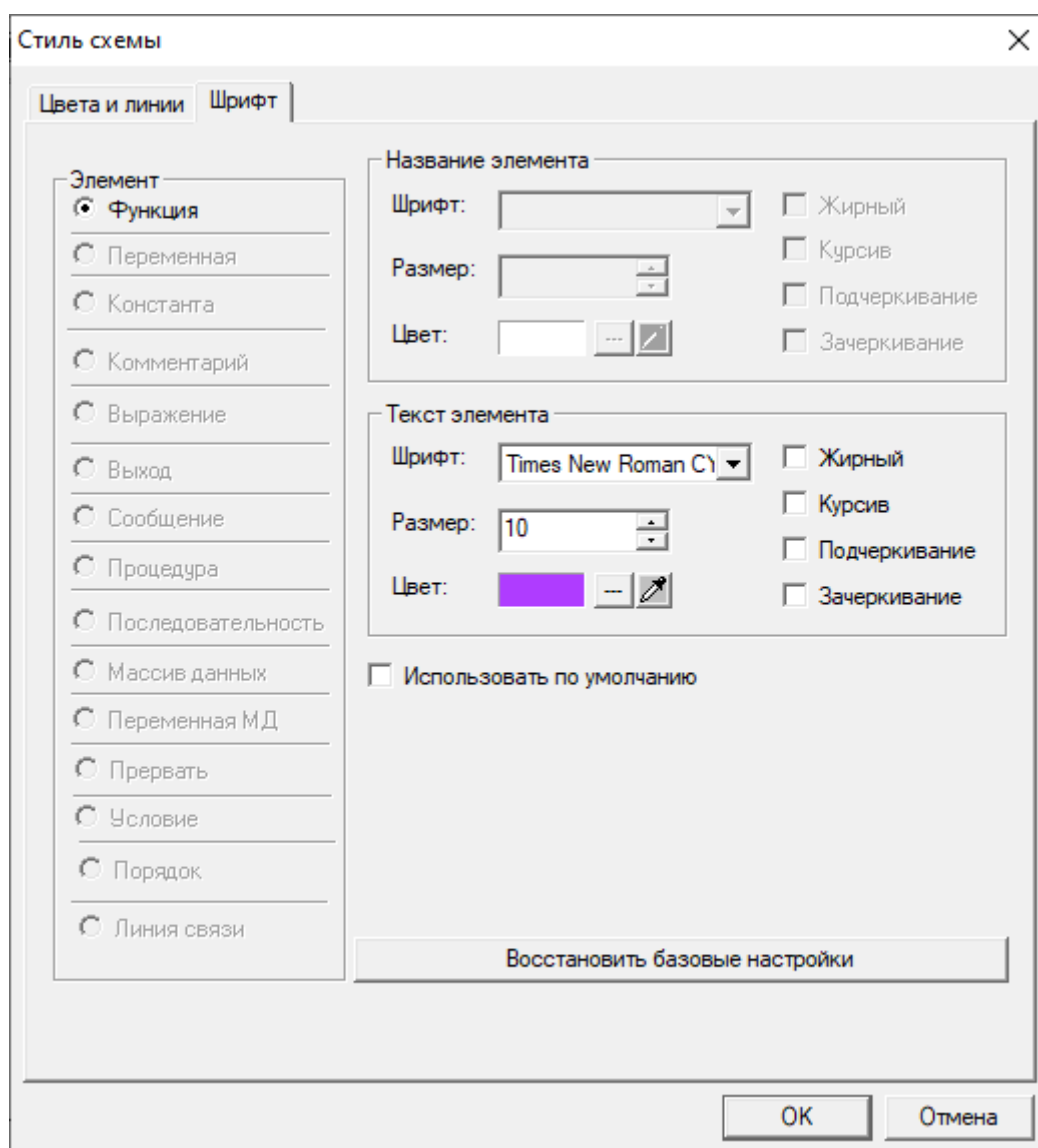 Стиль схемы
Цвета и линии
Шрифт
Элемент
Функция
Переменная
Константа
Комментарий
Выражение
Выход
Сообщение
Процедура
Последовательность
Массив данных
Переменная МД
Прервать
Условие
Порядок
Линия связи
Название элемента
Шрифт:
Жирный
Курсив
Размер:
Подчеркивание
Цвет:
---
Зачеркивание
Текст элемента
Шрифт:
Times New Roman CY
Жирный
Курсив
Размер:
10
Подчеркивание
Цвет:
---
Зачеркивание
Использовать по умолчанию
Восстановить базовые настройки
OK
Отмена